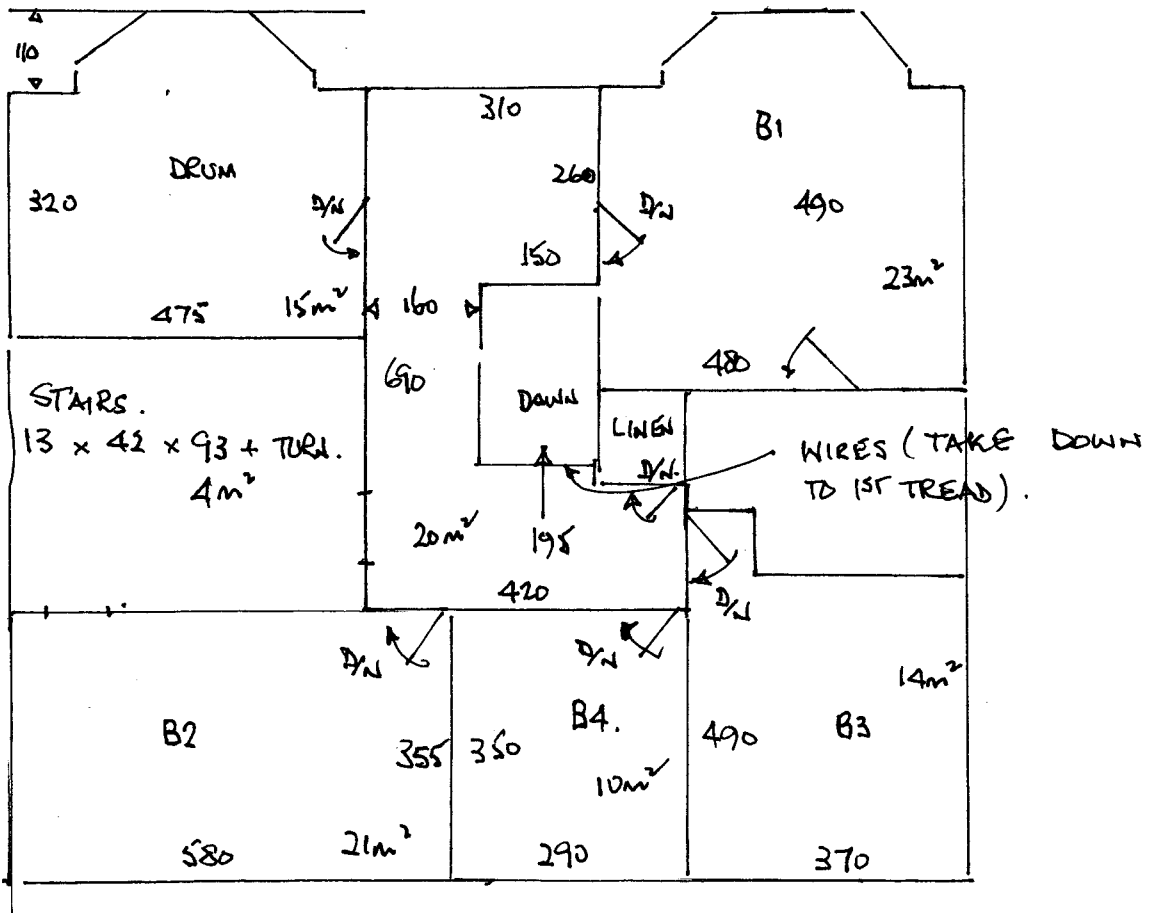 110
310
B1
DRUM
260
320
D/N
D/N
490
150
23m²
475
15m²
160
480
690
STAIRS.
DOWN
LINEN
13 x 42 x 93 + TURN.
WIRES (TAKE DOWN
D/N.
4m²
TO 1ST TREAD).
20m²
195
420
D/N
D/N
D/N
14m²
B2
B4.
B3
355
350
490
10m²
21m²
580
290
370